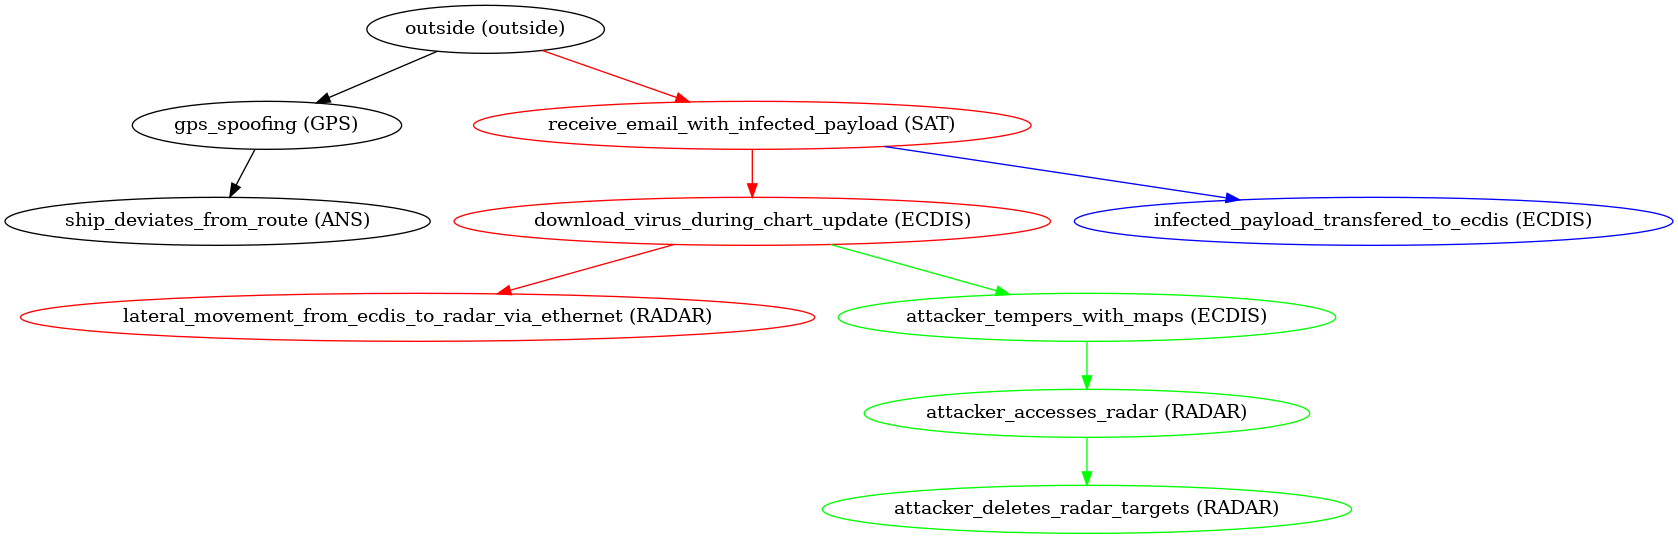 outside (outside)
gps_spoofing (GPS)
receive_email_with_infected_payload (SAT)
ship_deviates_from_route (ANS)
download_virus_during_chart_update (ECDIS)
infected_payload_transfered_to_ecdis (ECDIS)
lateral_movement_from_ecdis_to_radar_via_ethernet (RADAR)
attacker_tempers_with_maps (ECDIS)
attacker_accesses_radar (RADAR)
attacker_deletes_radar_targets (RADAR)